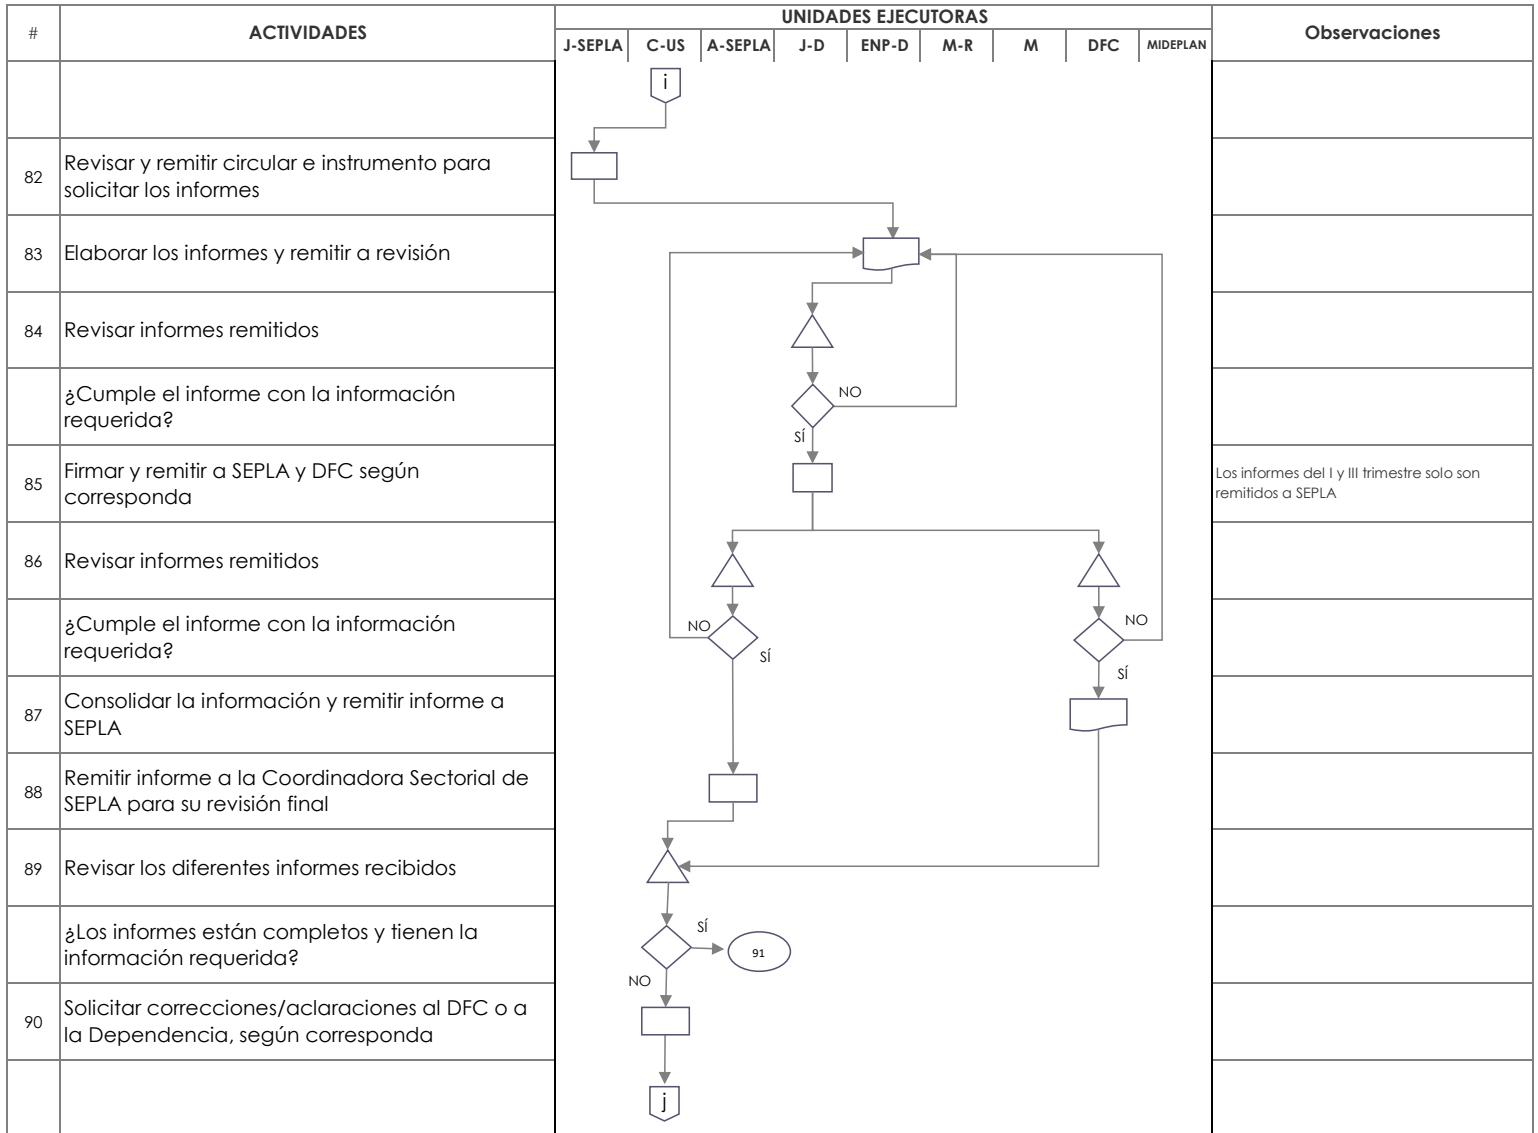 # ACTIVIDADES UNIDADES EJECUTORAS Observaciones
J-SEPLA C-US A-SEPLA J-D ENP-D M-R M DFC MIDEPLAN
i
82 Revisar y remitir circular e instrumento para
solicitar los informes
83 Elaborar los informes y remitir a revisión
84 Revisar informes remitidos
¿Cumple el informe con la información
requerida?
NO
SÍ
85 Firmar y remitir a SEPLA y DFC según
corresponda
Los informes del I y III trimestre solo son
remitidos a SEPLA
86 Revisar informes remitidos
¿Cumple el informe con la información
requerida?
NO
SÍ
NO
SÍ
87 Consolidar la información y remitir informe a
SEPLA
88 Remitir informe a la Coordinadora Sectorial de
SEPLA para su revisión final
89 Revisar los diferentes informes recibidos
¿Los informes están completos y tienen la
información requerida?
SÍ
91
NO
90 Solicitar correcciones/aclaraciones al DFC o a
la Dependencia, según corresponda
j